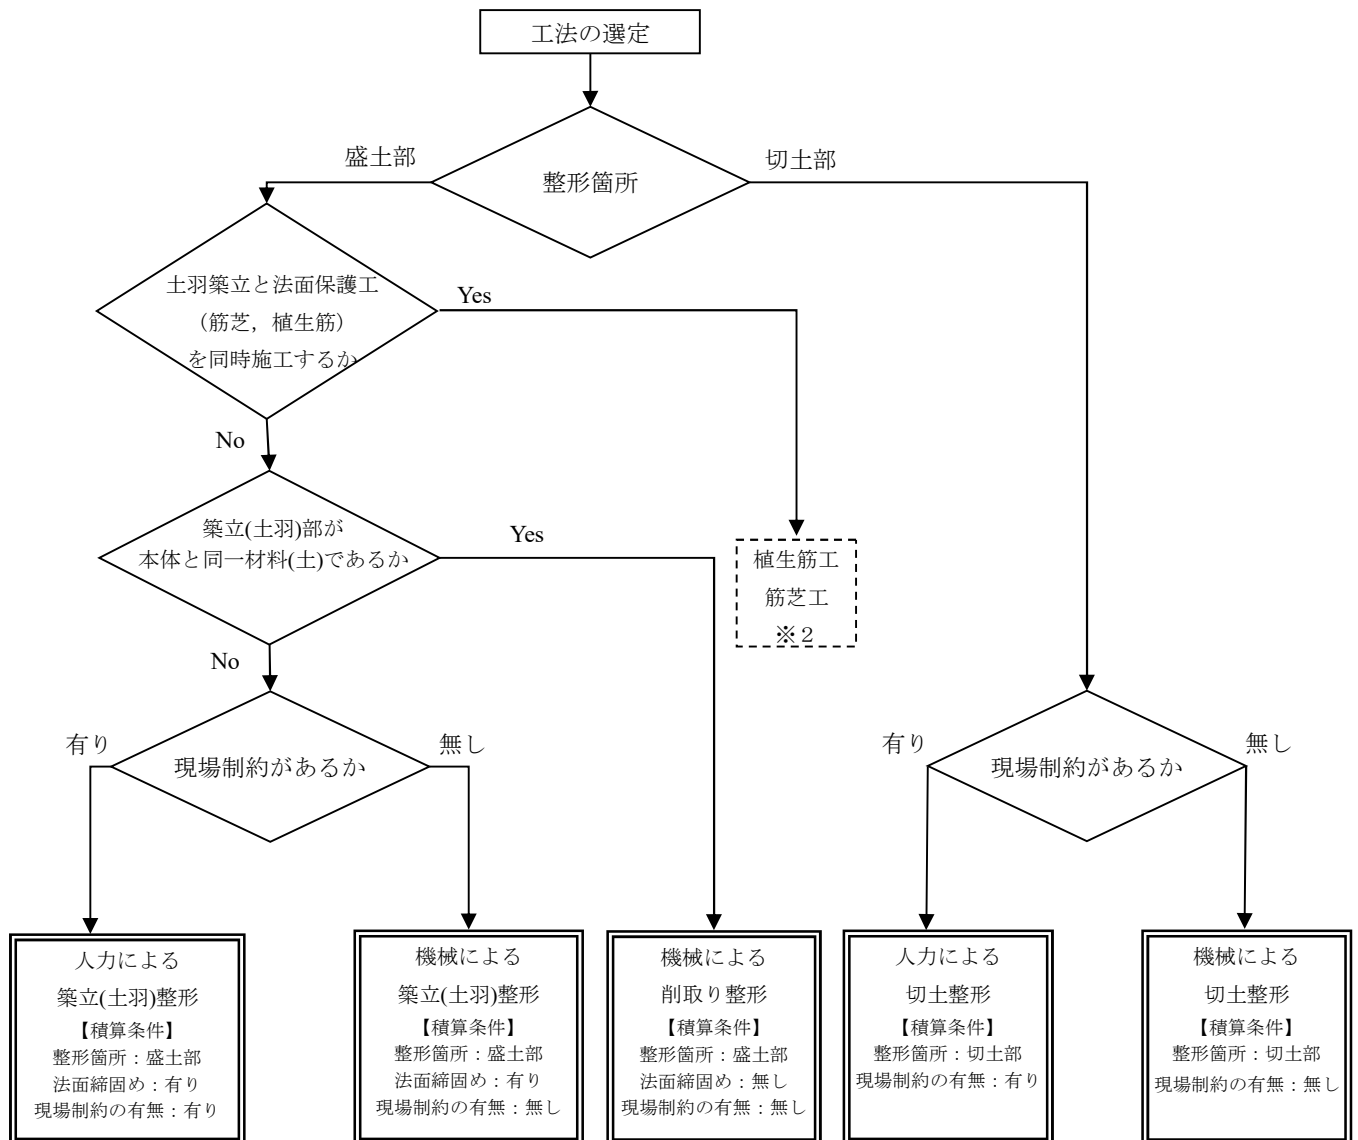 工法の選定
盛土部
切土部
整形箇所
土羽築立と法面保護工
（筋芝，植生筋）
を同時施工するか
Yes
No
築立(土羽)部が
本体と同一材料(土)であるか
Yes
植生筋工
筋芝工
※２
No
有り
現場制約があるか
無し
有り
現場制約があるか
無し
人力による
築立(土羽)整形
【積算条件】
整形箇所：盛土部
法面締固め：有り
現場制約の有無：有り
機械による
築立(土羽)整形
【積算条件】
整形箇所：盛土部
法面締固め：有り
現場制約の有無：無し
機械による
削取り整形
【積算条件】
整形箇所：盛土部
法面締固め：無し
現場制約の有無：無し
人力による
切土整形
【積算条件】
整形箇所：切土部
現場制約の有無：有り
機械による
切土整形
【積算条件】
整形箇所：切土部
現場制約の有無：無し